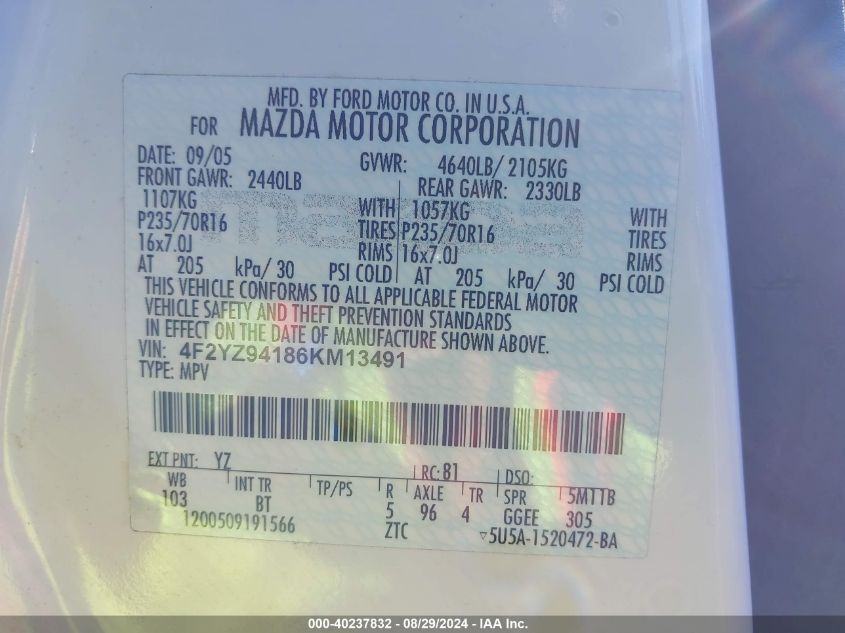 MFD. BY FORD MOTOR CO. IN U.S.A.
FOR MAZDA MOTOR CORPORATION
DATE: 09/05 GVWR: 4640LB/ 2105KG
FRONT GAWR: 2440LB REAR GAWR: 2330LB
1107KG WITH 1057KG WITH
P235/70R16 TIRES P235/70R16 TIRES
16x7.0J RIMS 16x7.0J RIMS
AT 205 kPa/ 30 PSI COLD AT 205 kPa/ 30 PSI COLD
THIS VEHICLE CONFORMS TO ALL APPLICABLE FEDERAL MOTOR
VEHICLE SAFETY AND THEFT PREVENTION STANDARDS
IN EFFECT ON THE DATE OF MANUFACTURE SHOWN ABOVE.
VIN: 4F2YZ94186KM13491
TYPE: MPV
EXT PNT: YZ RC: 81 DSO:
WB INT TR TP/PS R AXLE TR SPR 5MTTB
103 BT 5 96 4 GGEE 305
1200509191566 ZTC 5U5A-1520472-BA
000-40237832 - 08/29/2024 - IAA Inc.